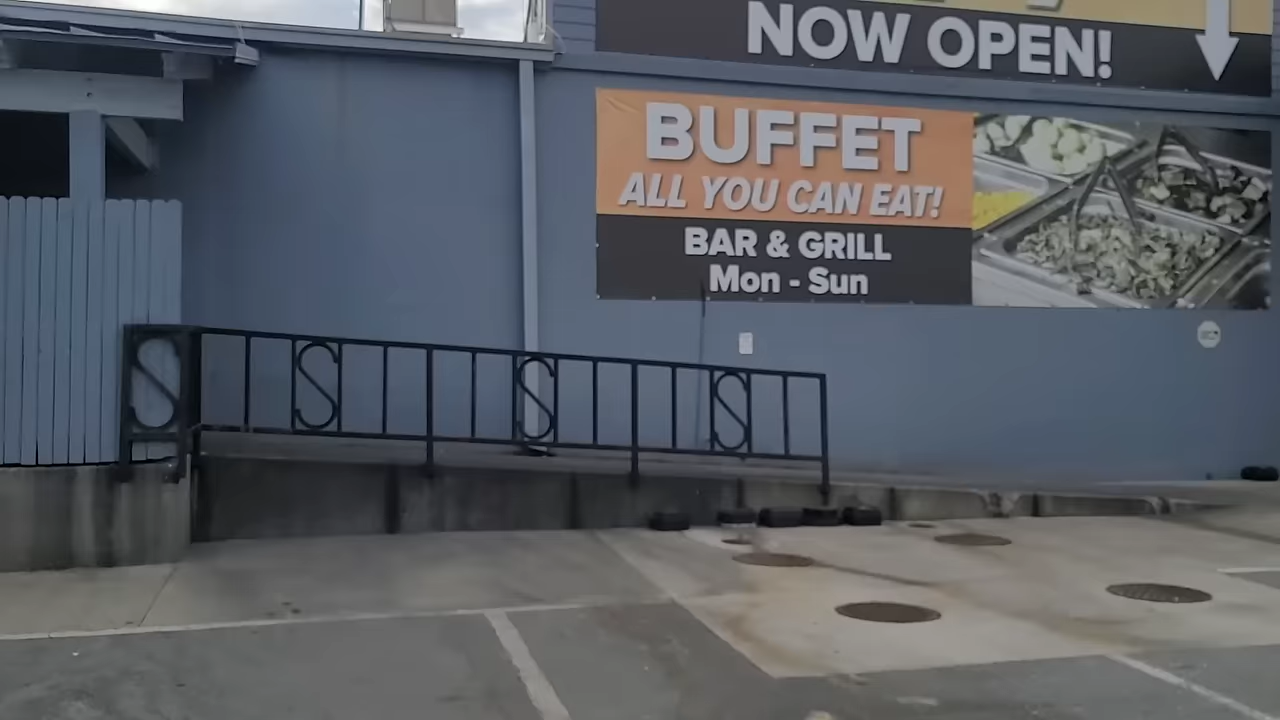 NOW OPEN!
BUFFET
ALL YOU CAN EAT!
BAR & GRILL
Mon - Sun